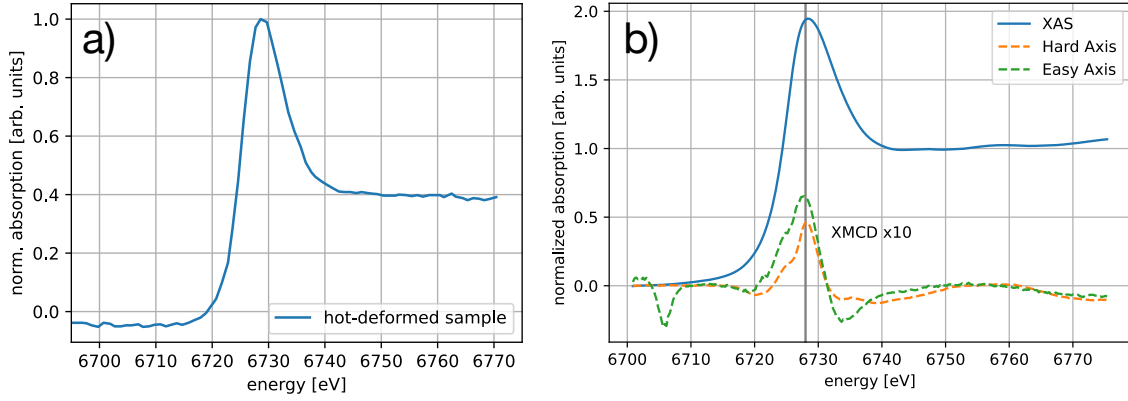 a)
norm. absorption [arb. units]
1.0
0.8
0.6
0.4
0.2
0.0
hot-deformed sample
6700 6710 6720 6730 6740 6750 6760 6770
energy [eV]
b)
normalized absorption [arb. units]
2.0
1.5
1.0
0.5
0.0
XAS
Hard Axis
Easy Axis
XMCD x10
6700 6710 6720 6730 6740 6750 6760 6770
energy [eV]